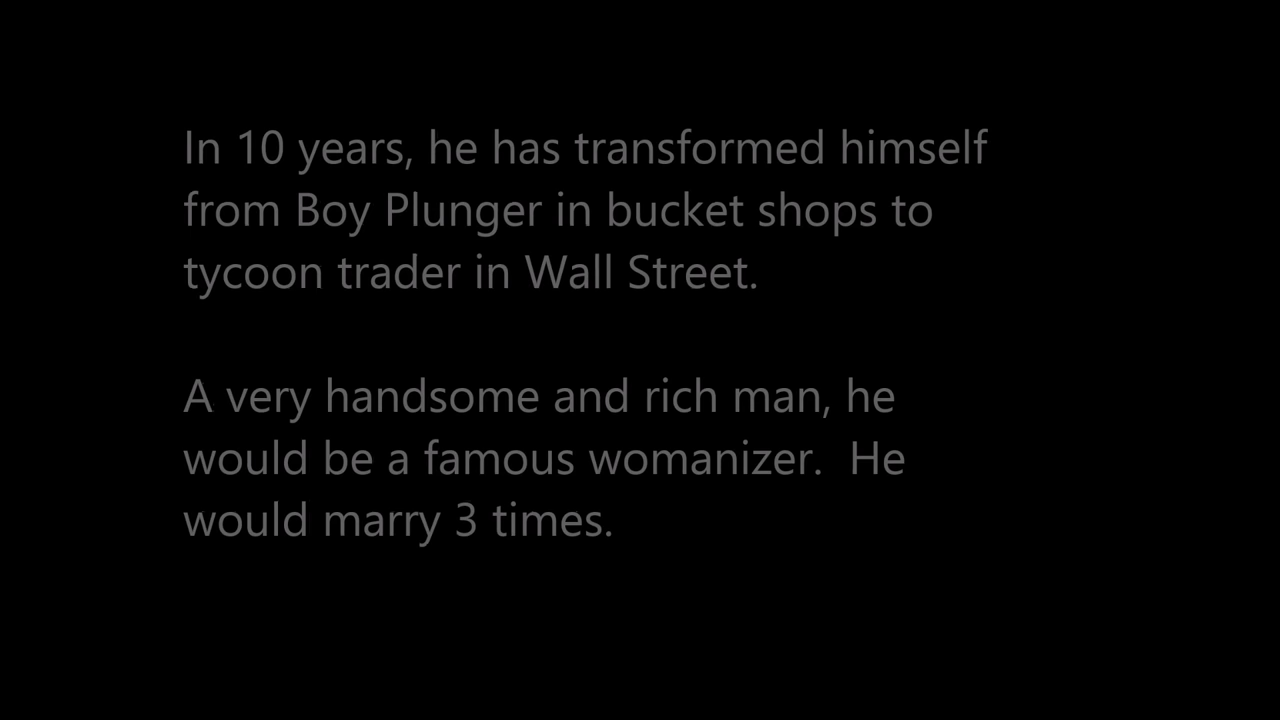 In 10 years, he has transformed himself
from Boy Plunger in bucket shops to
tycoon trader in Wall Street.
A very handsome and rich man, he
would be a famous womanizer.  He
would marry 3 times.